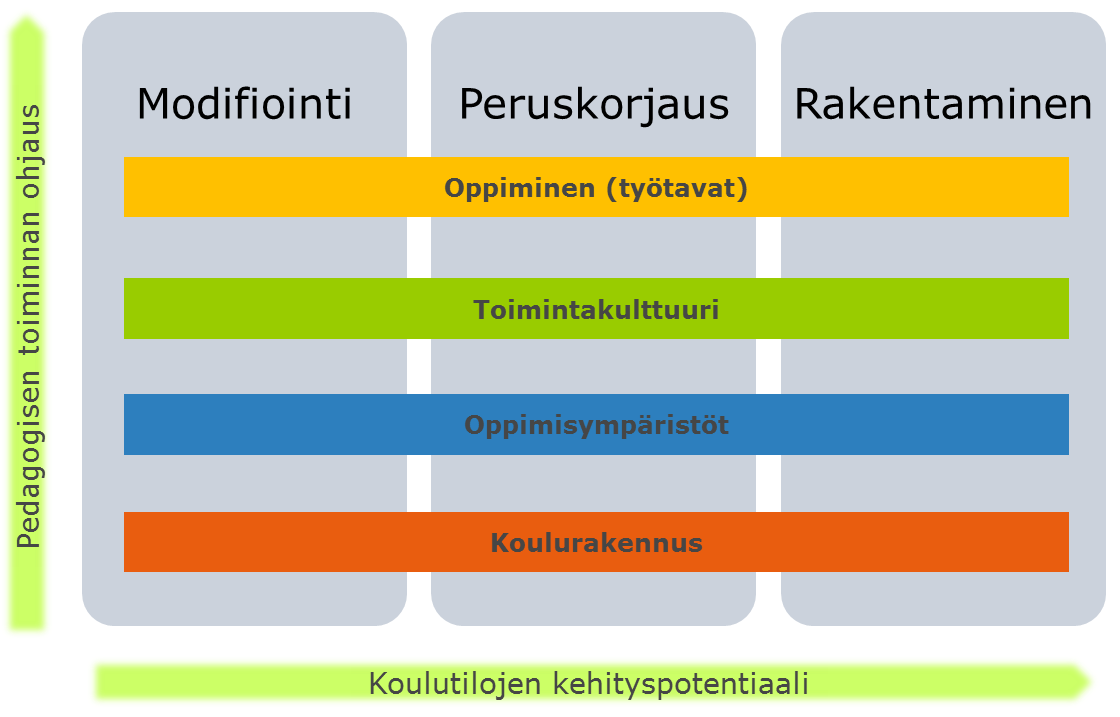 Pedagogisen toiminnan ohjaus
Modifiointi
Peruskorjaus
Rakentaminen
Oppiminen (työtavat)
Toimintakulttuuri
Oppimisympäristöt
Koulurakennus
Koulutilojen kehityspotentiaali